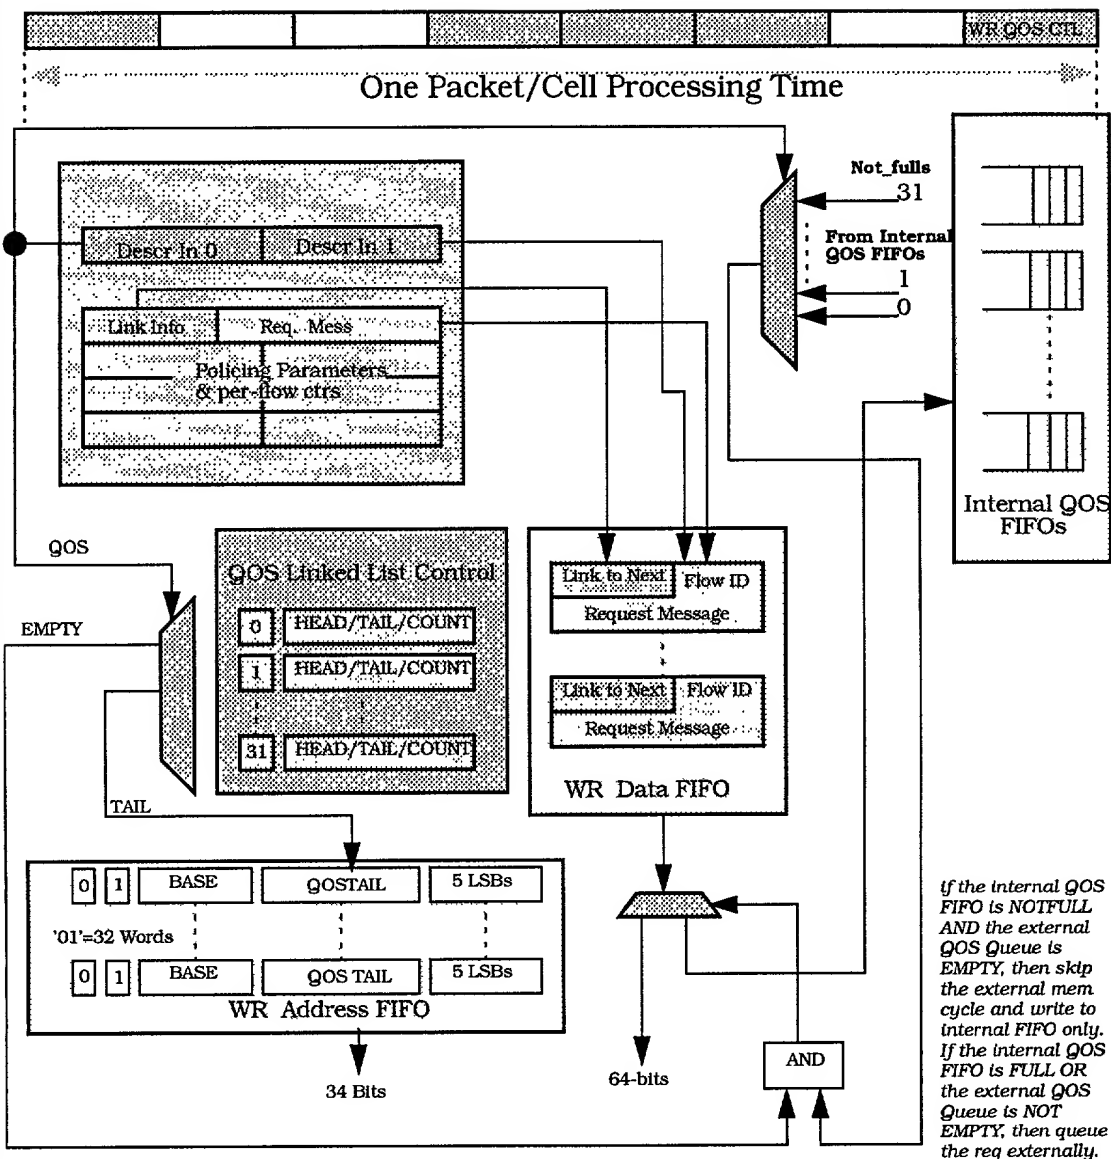 WR QOS CTL
One Packet/Cell Processing Time
Not_fulls
31
From Internal
QOS FIFOs
1
0
Descr In 0
Descr In 1
Link Info
Req. Mess
Policing Parameters
& per-flow ctrs
Internal QOS
FIFOs
QOS
EMPTY
TAIL
QOS Linked List Control
0 HEAD/TAIL/COUNT
1 HEAD/TAIL/COUNT
31 HEAD/TAIL/COUNT
Link to Next Flow ID
Request Message
Link to Next Flow ID
Request Message
WR Data FIFO
0 1 BASE QOSTAIL 5 LSBs
'01'=32 Words
0 1 BASE QOS TAIL 5 LSBs
WR Address FIFO
34 Bits
64-bits
AND
If the internal QOS
FIFO is NOTFULL
AND the external
QOS Queue is
EMPTY, then skip
the external mem
cycle and write to
internal FIFO only.
If the internal QOS
FIFO is FULL OR
the external QOS
Queue is NOT
EMPTY, then queue
the req externally.